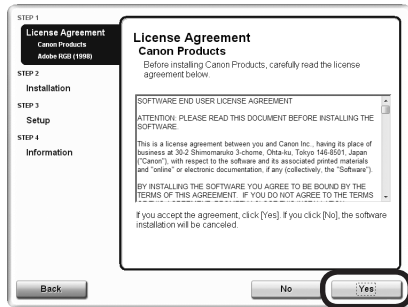 STEP 1
License Agreement
Canon Products
Adobe RGB (1998)
STEP 2
Installation
STEP 3
Setup
STEP 4
Information
License Agreement
Canon Products
Before installing Canon Products, carefully read the license
agreement below.
SOFTWARE END USER LICENSE AGREEMENT
ATTENTION: PLEASE READ THIS DOCUMENT BEFORE INSTALLING THE
SOFTWARE.
This is a license agreement between you and Canon Inc., having its place of
business at 30-2 Shimomaruko 3-chome, Ohta-ku, Tokyo 146-8501, Japan
("Canon"), with respect to the software and its associated printed materials
and "online" or electronic documentation, if any (collectively, the "Software").
BY INSTALLING THE SOFTWARE YOU AGREE TO BE BOUND BY THE
TERMS OF THIS AGREEMENT. IF YOU DO NOT AGREE TO THE TERMS
If you accept the agreement, click [Yes]. If you click [No], the software
installation will be canceled.
Back
No
Yes